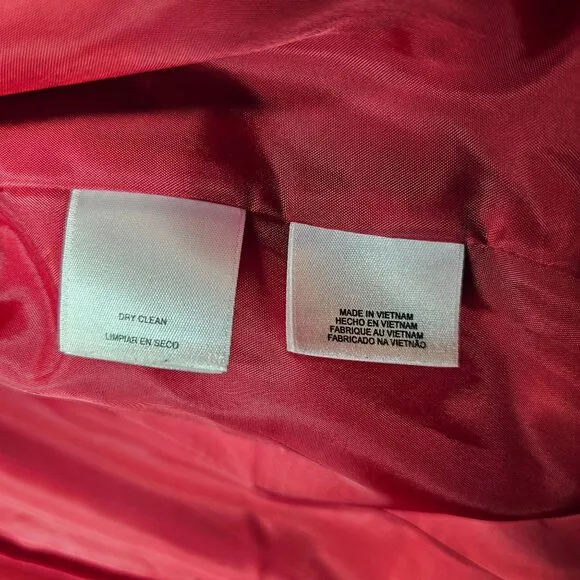 DRY CLEAN
LIMPIAR EN SECO
MADE IN VIETNAM
HECHO EN VIETNAM
FABRIQUE AU VIETNAM
FABRICADO NA VIETNÃO